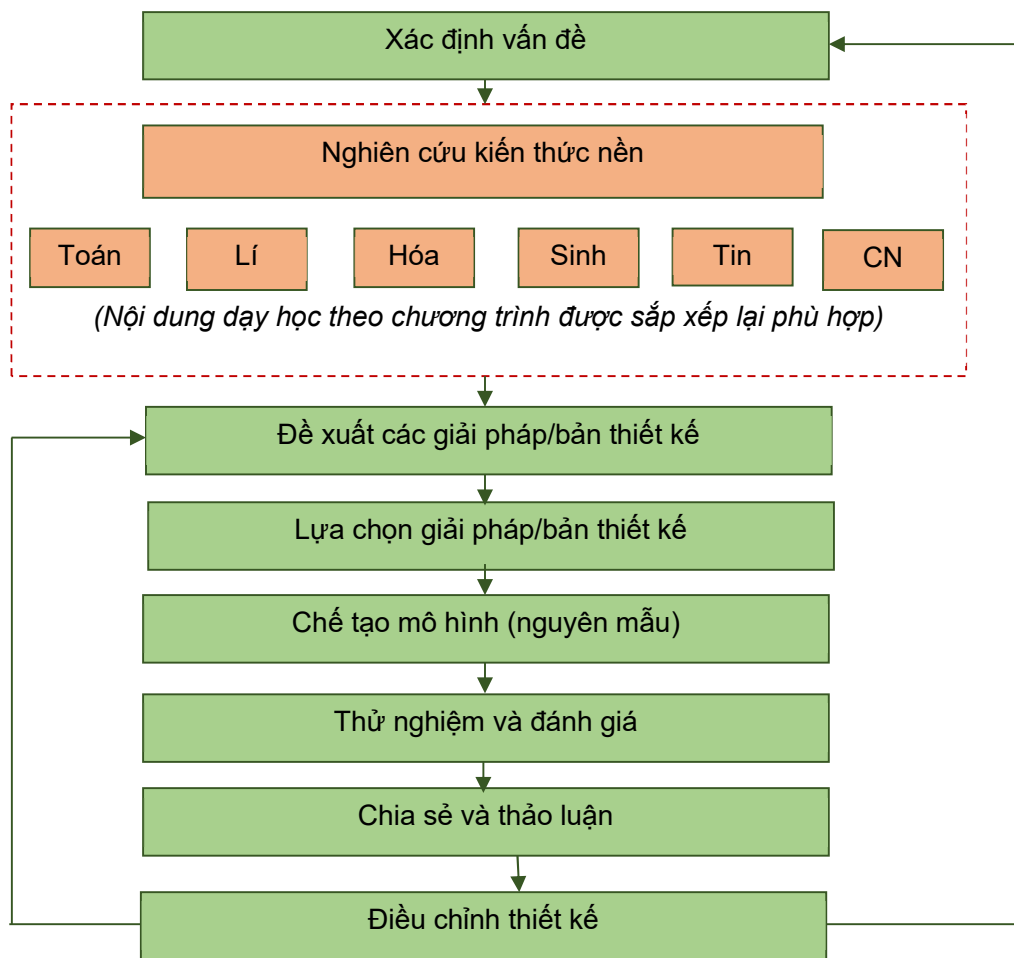 Xác định vấn đề
Nghiên cứu kiến thức nền
Toán
Lí
Hóa
Sinh
Tin
CN
(Nội dung dạy học theo chương trình được sắp xếp lại phù hợp)
Đề xuất các giải pháp/bản thiết kế
Lựa chọn giải pháp/bản thiết kế
Chế tạo mô hình (nguyên mẫu)
Thử nghiệm và đánh giá
Chia sẻ và thảo luận
Điều chỉnh thiết kế